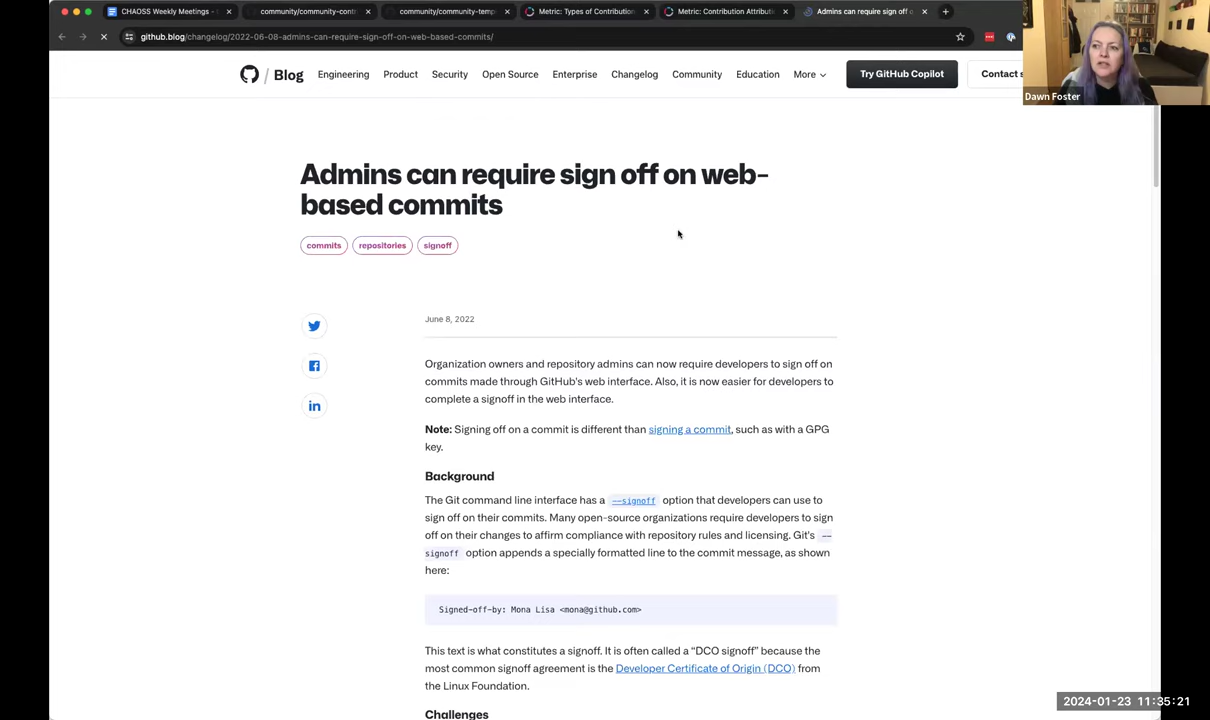 CHAOSS Weekly Meetings -
community/community-cont
community/community-temp
Metric: Types of Contribution
Metric: Contribution Attributi
Admins can require sign off o
github.blog/changelog/2022-06-08-admins-can-require-sign-off-on-web-based-commits/
/ Blog
Engineering
Product
Security
Open Source
Enterprise
Changelog
Community
Education
More
Try GitHub Copilot
Contact s
Dawn Foster
Admins can require sign off on web-
based commits
commits
repositories
signoff
June 8, 2022
Organization owners and repository admins can now require developers to sign off on
commits made through GitHub's web interface. Also, it is now easier for developers to
complete a signoff in the web interface.
Note: Signing off on a commit is different than signing a commit, such as with a GPG
key.
Background
The Git command line interface has a --signoff option that developers can use to
sign off on their commits. Many open-source organizations require developers to sign
off on their changes to affirm compliance with repository rules and licensing. Git's --
signoff option appends a specially formatted line to the commit message, as shown
here:
Signed-off-by: Mona Lisa <mona@github.com>
This text is what constitutes a signoff. It is often called a “DCO signoff” because the
most common signoff agreement is the Developer Certificate of Origin (DCO) from
the Linux Foundation.
Challenges
2024-01-23 11:35:21